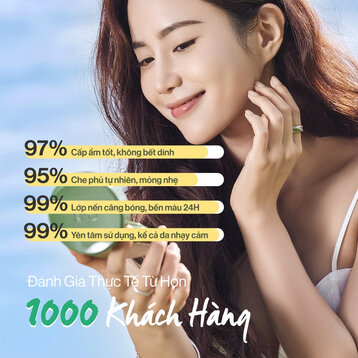 97% Cấp ẩm tốt, không bết dính
95% Che phủ tự nhiên, mỏng nhẹ
99% Lớp nền căng bóng, bền màu 24H
99% Yên tâm sử dụng, kể cả da nhạy cảm
Đánh Giá Thực Tế Từ Hơn
1000 Khách Hàng